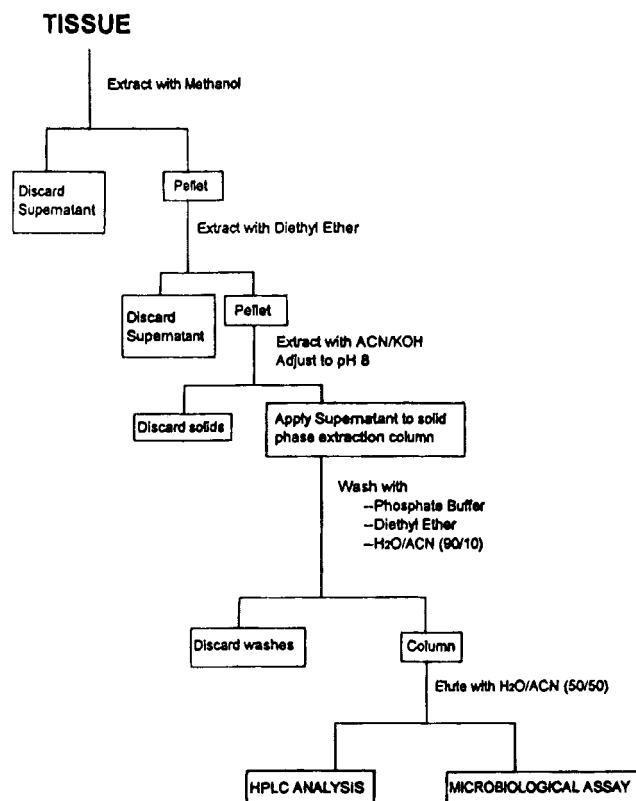 TISSUE
Extract with Methanol
Discard
Supernatant
Pellet
Extract with Diethyl Ether
Discard
Supernatant
Pellet
Extract with ACN/KOH
Adjust to pH 8
Discard solids
Apply Supernatant to solid
phase extraction column
Wash with
--Phosphate Buffer
--Diethyl Ether
--H₂O/ACN (90/10)
Discard washes
Column
Elute with H₂O/ACN (50/50)
HPLC ANALYSIS
MICROBIOLOGICAL ASSAY